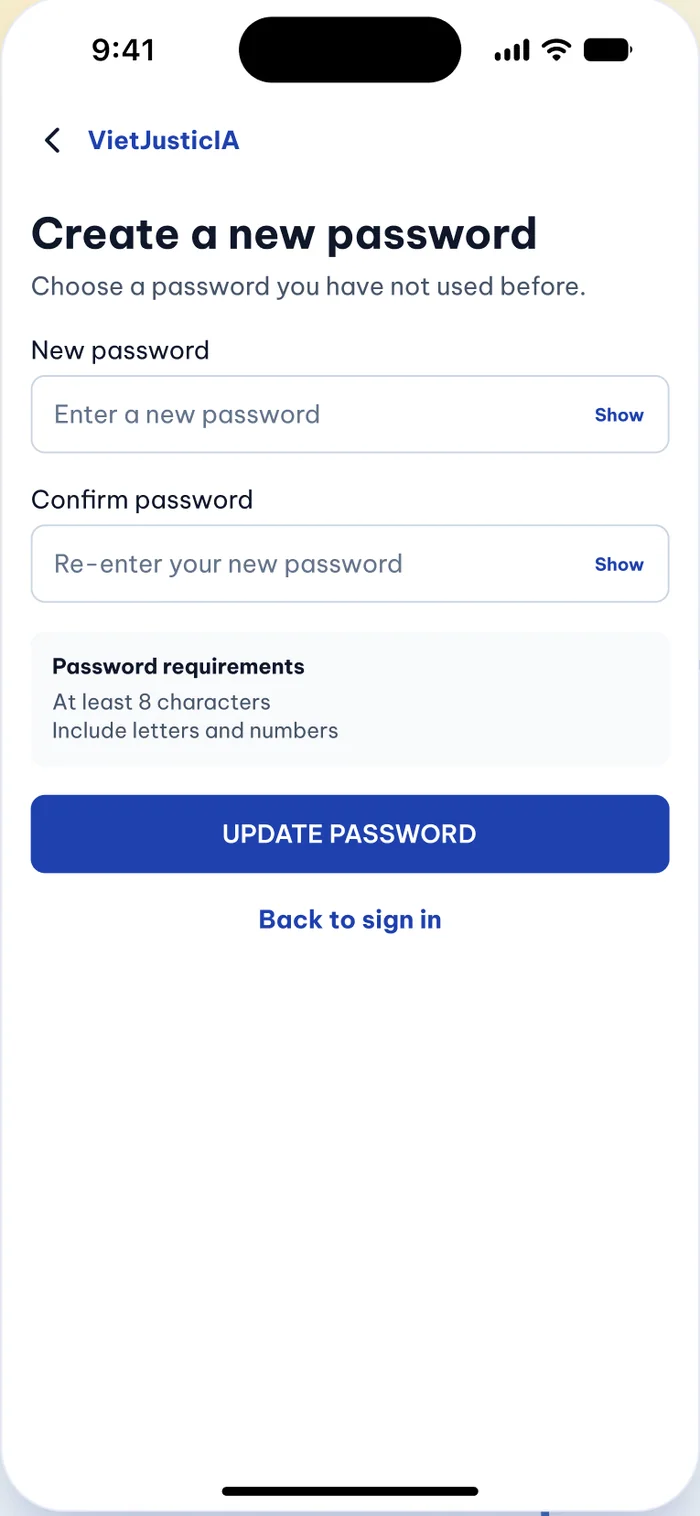 9:41
VietJusticIA
Create a new password
Choose a password you have not used before.
New password
Enter a new password
Show
Confirm password
Re-enter your new password
Show
Password requirements
At least 8 characters
Include letters and numbers
UPDATE PASSWORD
Back to sign in